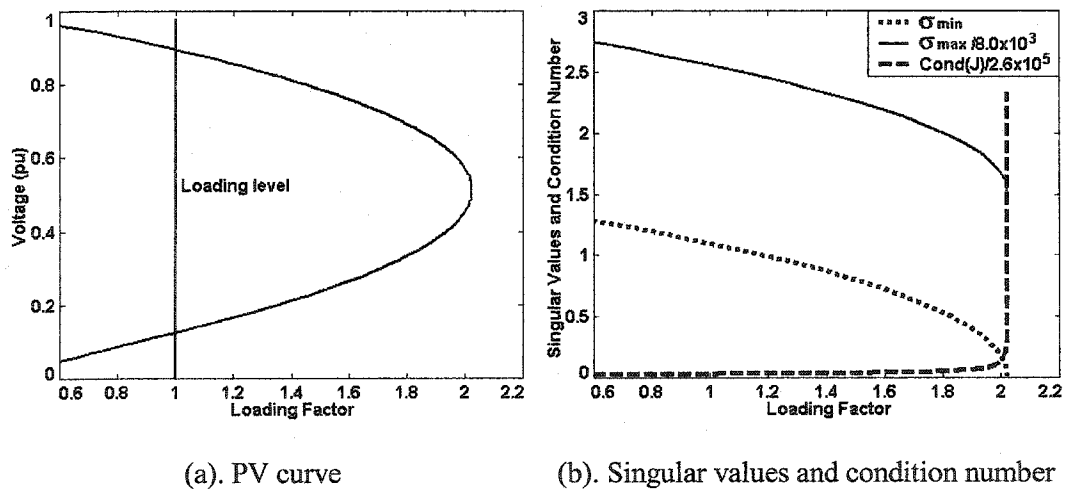 1
0.8
0.6
0.4
0.2
0
Voltage (pu)
Loading level
0.6 0.8 1 1.2 1.4 1.6 1.8 2 2.2
Loading Factor
(a). PV curve
3
2.5
2
1.5
1
0.5
0
Singular Values and Condition Number
σ min
σ max /8.0x10³
Cond(J)/2.6x10⁵
0.6 0.8 1 1.2 1.4 1.6 1.8 2 2.2
Loading Factor
(b). Singular values and condition number